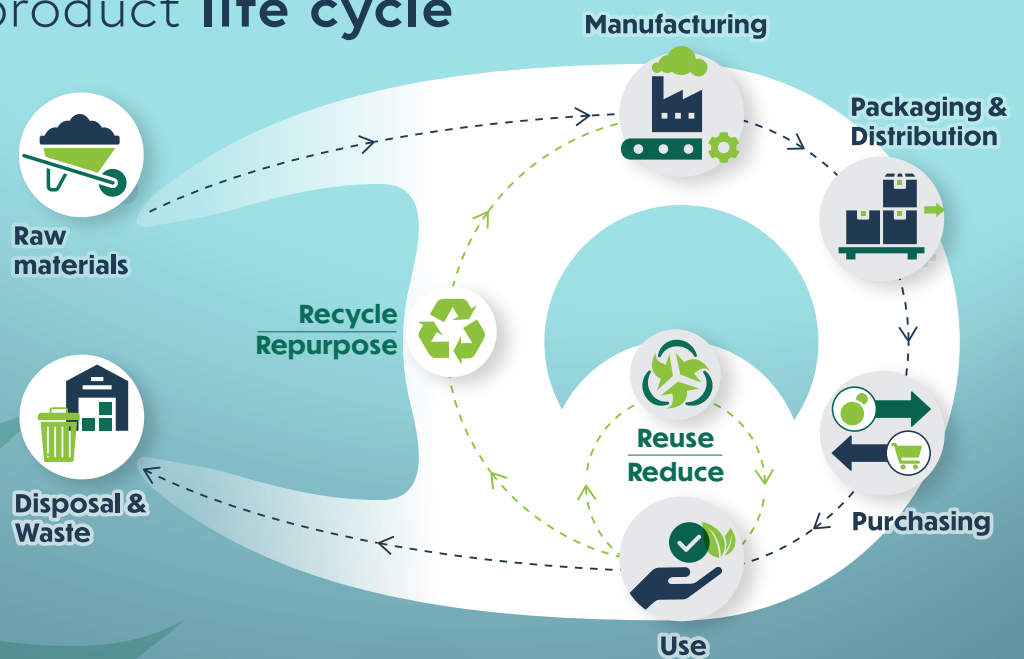 product life cycle
Manufacturing
Packaging &
Distribution
Raw
materials
Recycle
Repurpose
Reuse
Reduce
Disposal &
Waste
Purchasing
Use